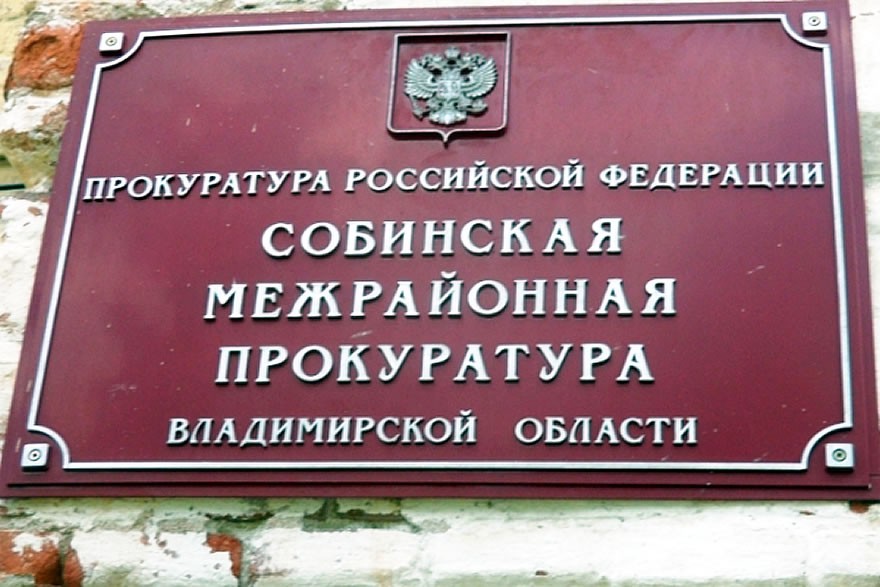 ПРОКУРАТУРА РОССИЙСКОЙ ФЕДЕРАЦИИ
СОБИНСКАЯ
МЕЖРАЙОННАЯ
ПРОКУРАТУРА
ВЛАДИМИРСКОЙ ОБЛАСТИ